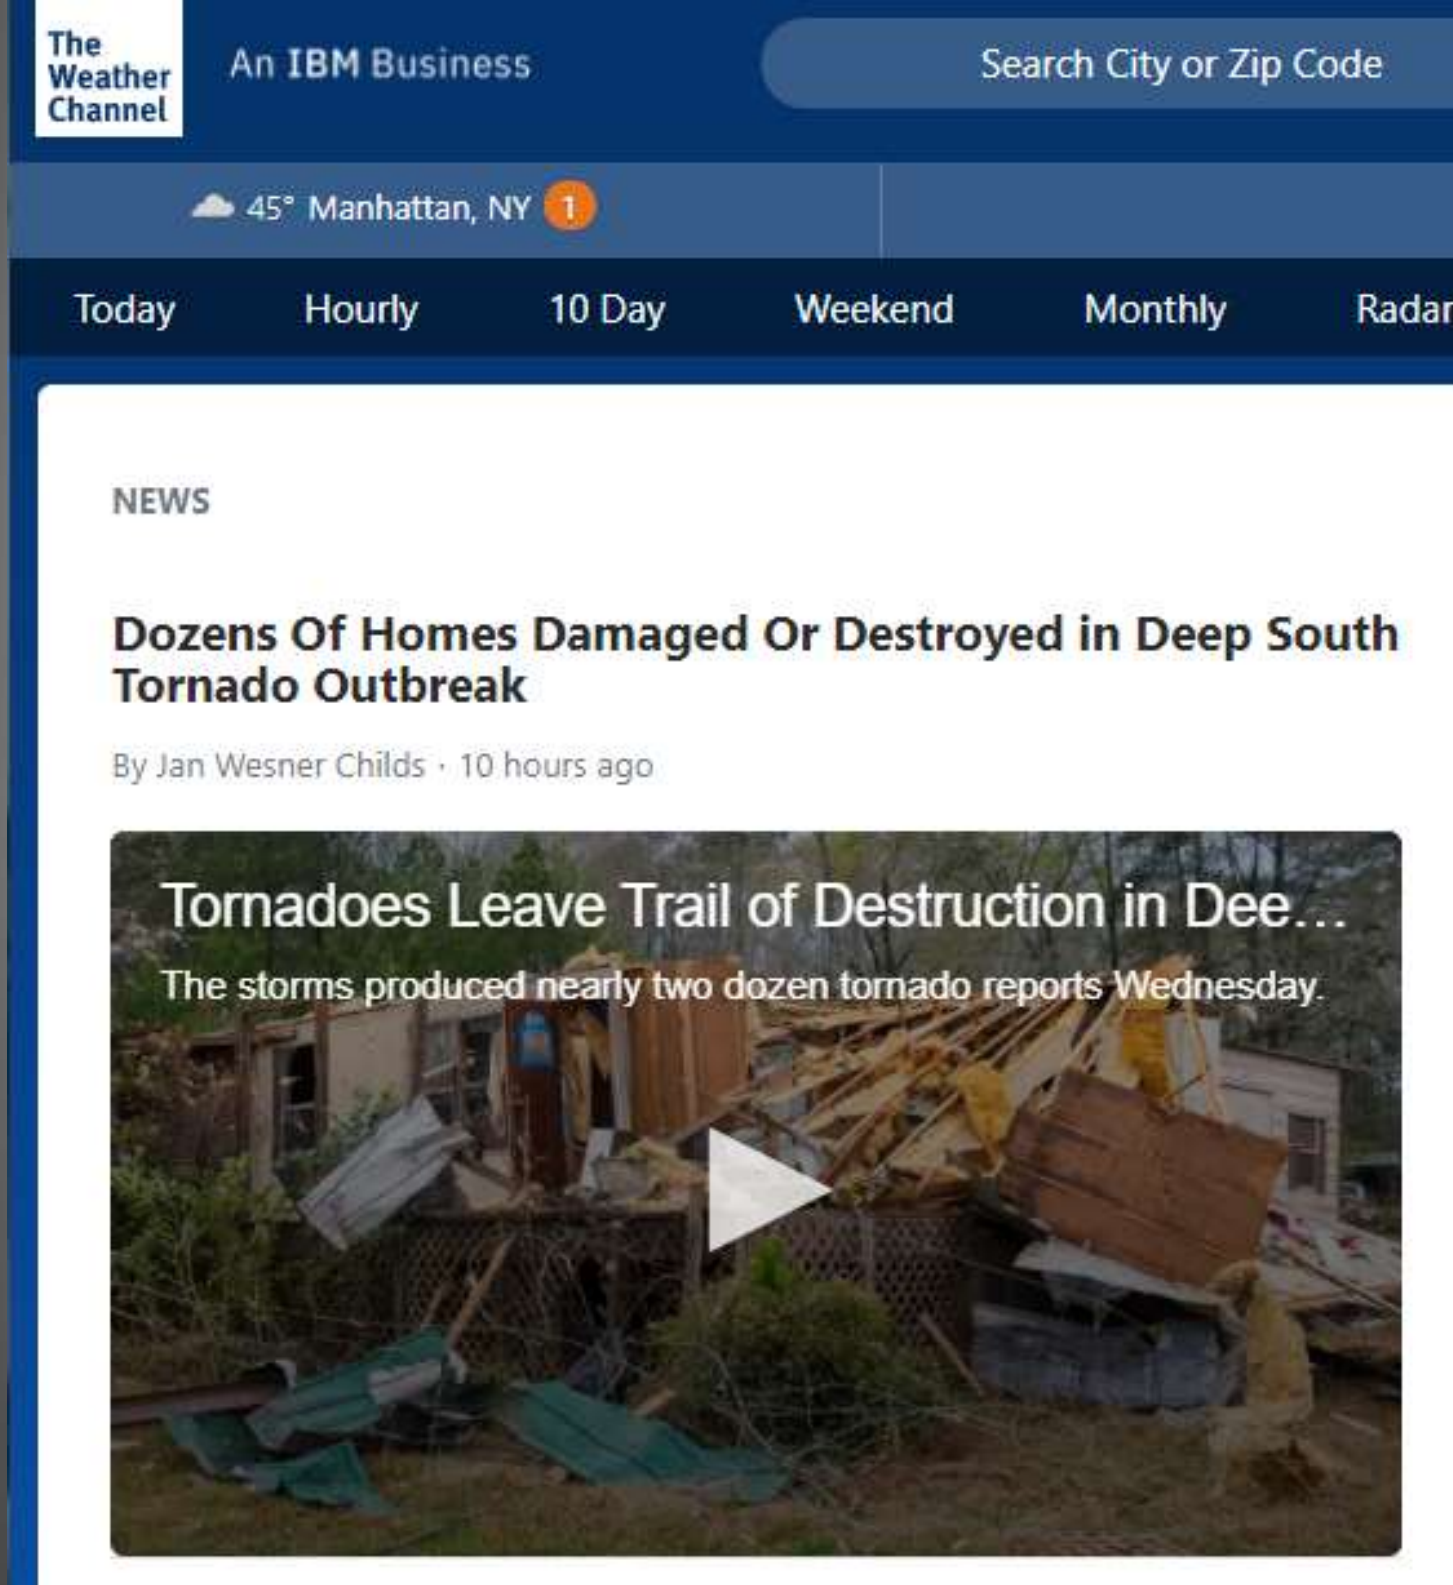 The
Weather
Channel
An IBM Business
Search City or Zip Code
45° Manhattan, NY 1
Today Hourly 10 Day Weekend Monthly Radar
NEWS
Dozens Of Homes Damaged Or Destroyed in Deep South
Tornado Outbreak
By Jan Wesner Childs · 10 hours ago
Tornadoes Leave Trail of Destruction in Dee...
The storms produced nearly two dozen tornado reports Wednesday.